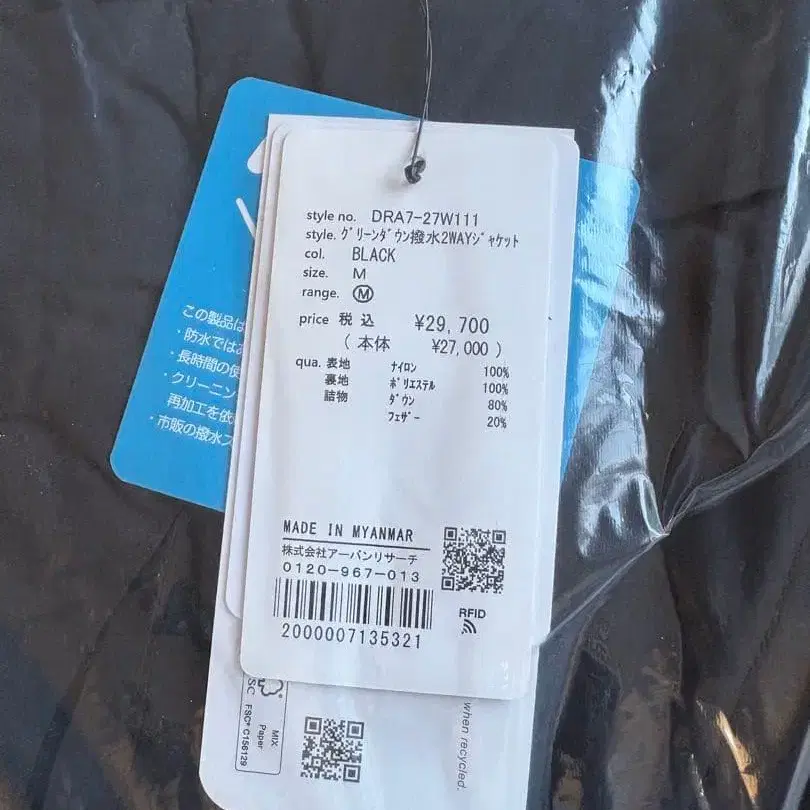 style no. DRA7-27W111
style. ｸﾞﾘｰﾝﾀﾞｳﾝ撥水2WAYｼﾞｬｹｯﾄ
col. BLACK
size. M
range. Ⓜ
price 税込 ¥29,700
( 本体 ¥27,000 )
qua. 表地 ﾅｲﾛﾝ 100%
裏地 ﾎﾟﾘｴｽﾃﾙ 100%
詰物 ﾀﾞｳﾝ 80%
ﾌｪｻﾞｰ 20%
MADE IN MYANMAR
株式会社アーバンリサーチ
0120-967-013
2000007135321
RFID
この製品は
・防水では
・長時間の使
・クリーニン
再加工を依
・市販の撥水
MIX
Paper
FSC® C156129
when recycled.